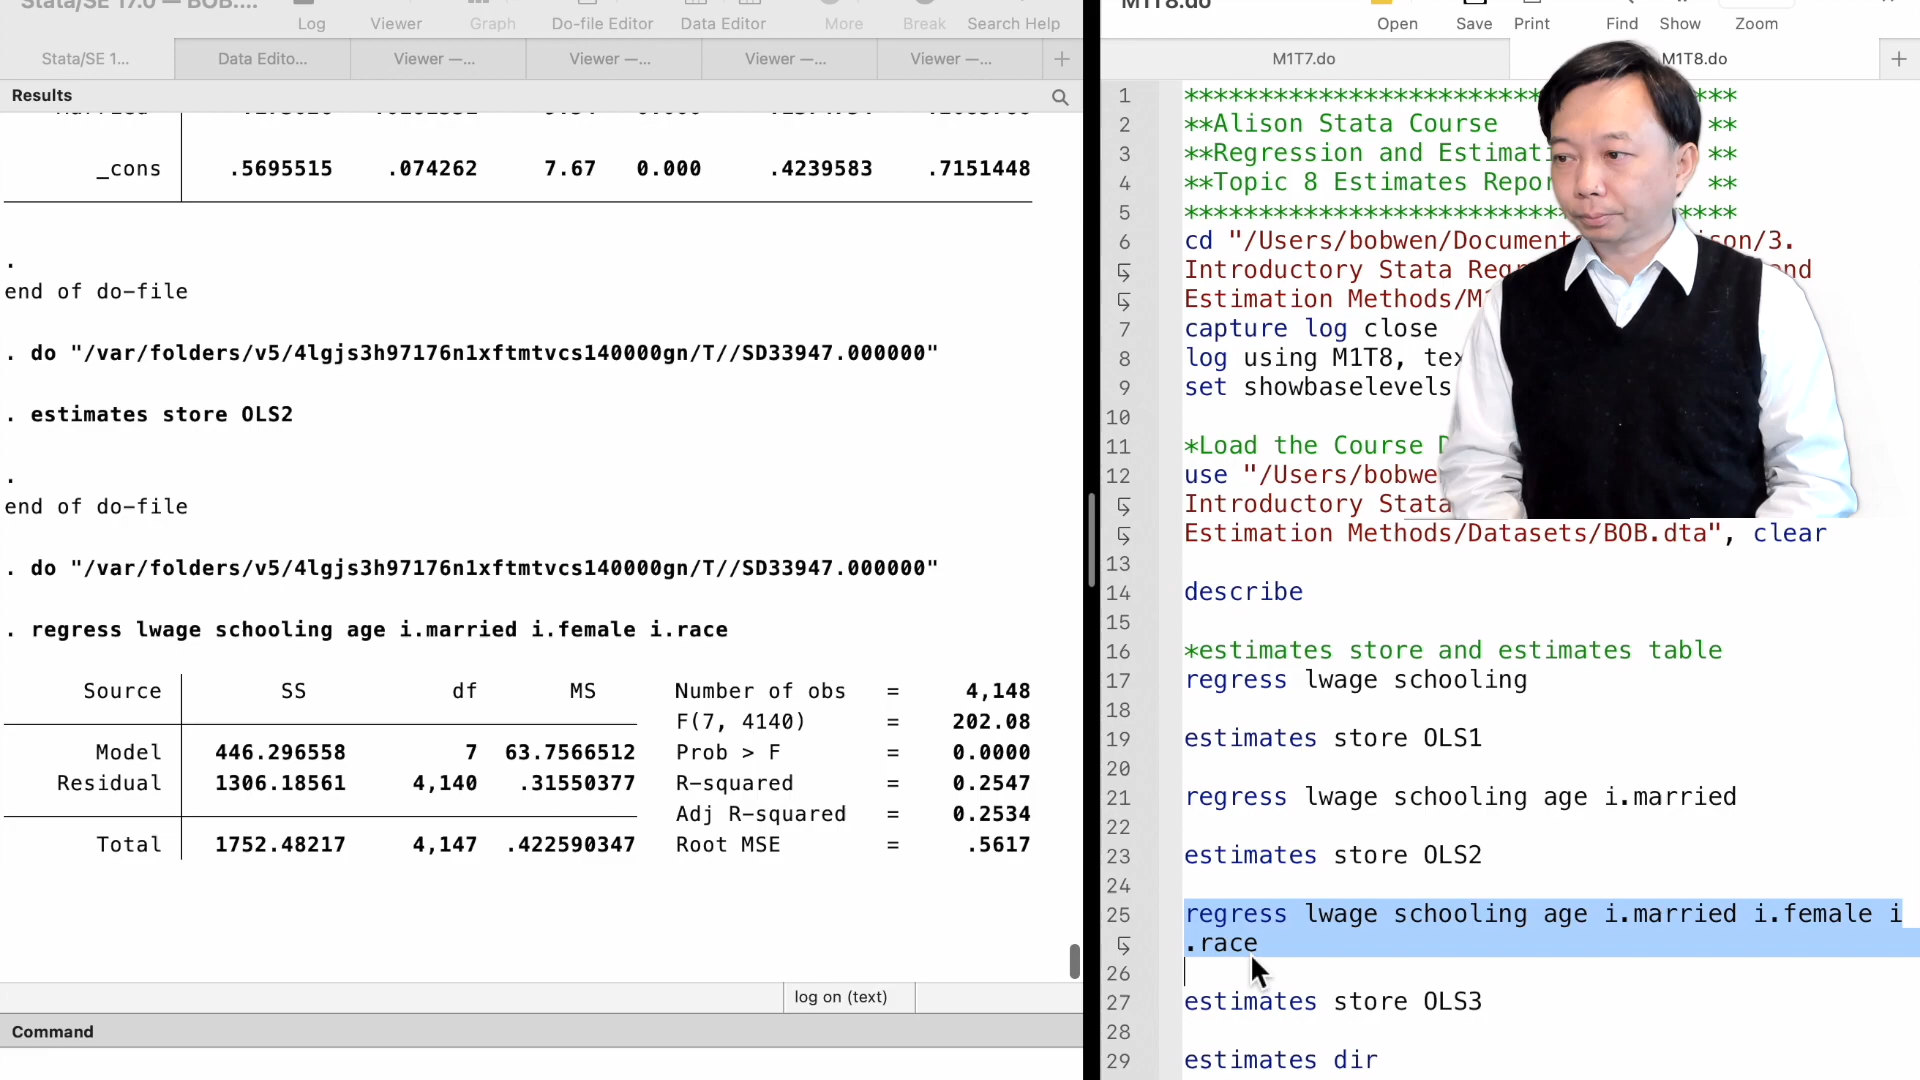 Stata/SE 17.0 — BOB....
Log
Viewer
Graph
Do-file Editor
Data Editor
More
Break
Search Help
Stata/SE 1...
Data Edito...
Viewer —...
Viewer —...
Viewer —...
Viewer —...
+
Results
_cons .5695515 .074262 7.67 0.000 .4239583 .7151448
.
end of do-file
. do "/var/folders/v5/4lgjs3h97176n1xftmtvcs140000gn/T//SD33947.000000"
. estimates store OLS2
.
end of do-file
. do "/var/folders/v5/4lgjs3h97176n1xftmtvcs140000gn/T//SD33947.000000"
. regress lwage schooling age i.married i.female i.race
Source SS df MS Number of obs = 4,148
F(7, 4140) = 202.08
Model 446.296558 7 63.7566512 Prob > F = 0.0000
Residual 1306.18561 4,140 .31550377 R-squared = 0.2547
Adj R-squared = 0.2534
Total 1752.48217 4,147 .422590347 Root MSE = .5617
log on (text)
Command
M1T8.do
Open
Save
Print
Find
Show
Zoom
M1T7.do
M1T8.do
+
1 ************************ ***
2 **Alison Stata Course **
3 **Regression and Estimati **
4 **Topic 8 Estimates Repor **
5 ************************** ****
6 cd "/Users/bobwen/Document son/3.
Introductory Stata Regr and
Estimation Methods/M1
7 capture log close
8 log using M1T8, tex
9 set showbaselevels
10
11 *Load the Course D
12 use "/Users/bobwe
Introductory Stata
Estimation Methods/Datasets/BOB.dta", clear
13
14 describe
15
16 *estimates store and estimates table
17 regress lwage schooling
18
19 estimates store OLS1
20
21 regress lwage schooling age i.married
22
23 estimates store OLS2
24
25 regress lwage schooling age i.married i.female i
.race
26
27 estimates store OLS3
28
29 estimates dir